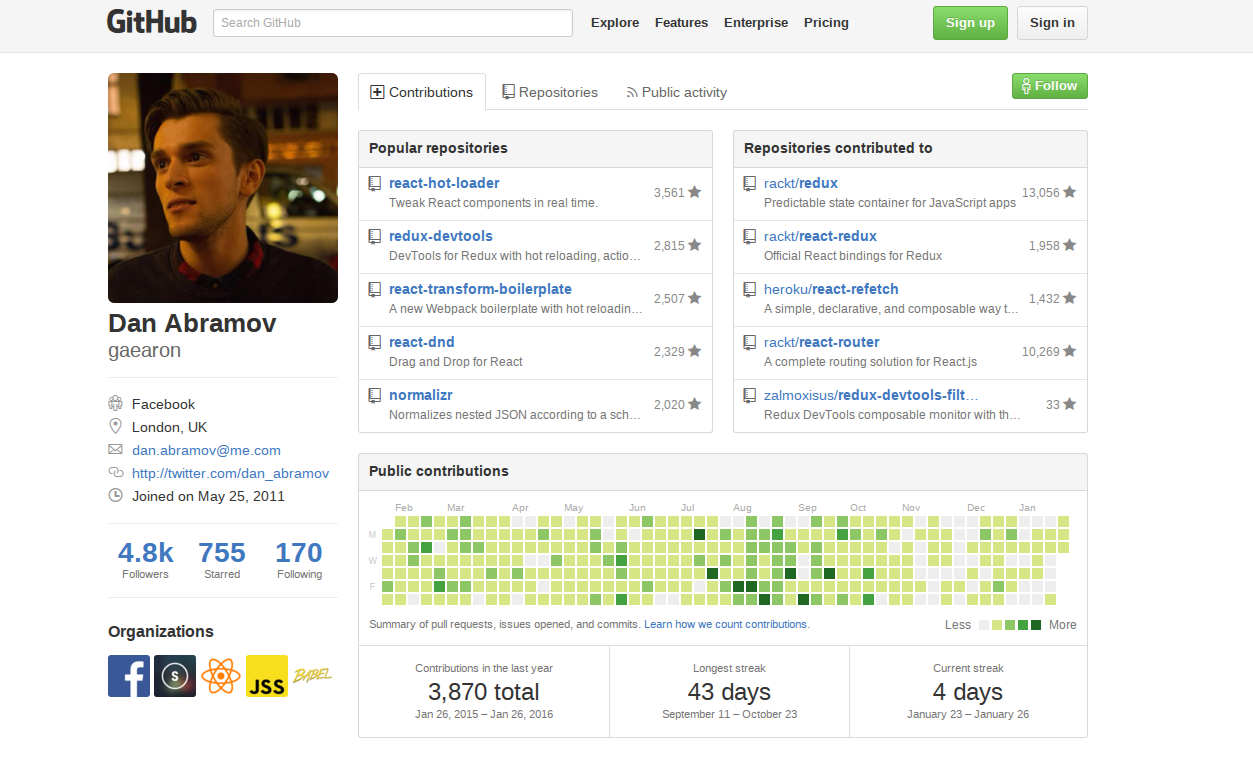 GitHub
Search GitHub
Explore Features Enterprise Pricing
Sign up Sign in
Contributions Repositories Public activity
Follow
Dan Abramov
gaearon
Facebook
London, UK
dan.abramov@me.com
http://twitter.com/dan_abramov
Joined on May 25, 2011
4.8k 755 170
Followers Starred Following
Organizations
S
JSS
BABEL
Popular repositories
react-hot-loader
Tweak React components in real time.
3,561
redux-devtools
DevTools for Redux with hot reloading, actio…
2,815
react-transform-boilerplate
A new Webpack boilerplate with hot reloadin…
2,507
react-dnd
Drag and Drop for React
2,329
normalizr
Normalizes nested JSON according to a sch…
2,020
Repositories contributed to
rackt/redux
Predictable state container for JavaScript apps
13,056
rackt/react-redux
Official React bindings for Redux
1,958
heroku/react-refetch
A simple, declarative, and composable way t…
1,432
rackt/react-router
A complete routing solution for React.js
10,269
zalmoxisus/redux-devtools-filt…
Redux DevTools composable monitor with th…
33
Public contributions
Feb Mar Apr May Jun Jul Aug Sep Oct Nov Dec Jan
M
W
F
Summary of pull requests, issues opened, and commits. Learn how we count contributions.
Less More
Contributions in the last year
3,870 total
Jan 26, 2015 – Jan 26, 2016
Longest streak
43 days
September 11 – October 23
Current streak
4 days
January 23 – January 26